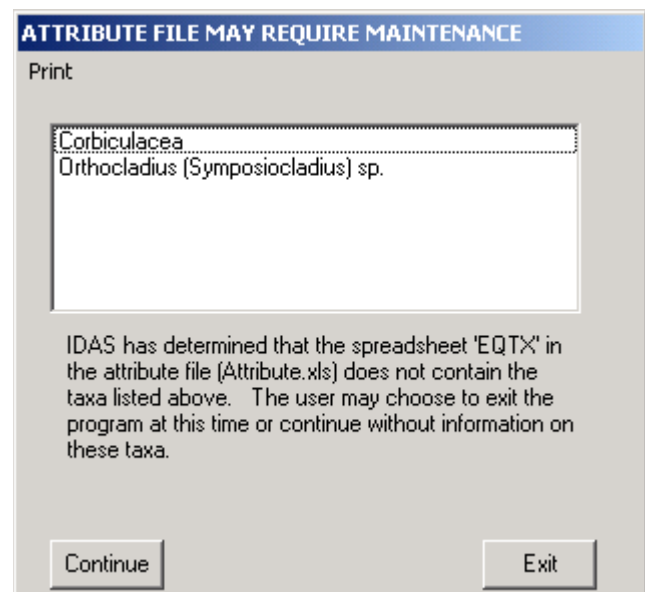 ATTRIBUTE FILE MAY REQUIRE MAINTENANCE
Print
Corbiculacea
Orthocladius (Symposiocladius) sp.
IDAS has determined that the spreadsheet 'EQTX' in
the attribute file (Attribute.xls) does not contain the
taxa listed above. The user may choose to exit the
program at this time or continue without information on
these taxa.
Continue
Exit